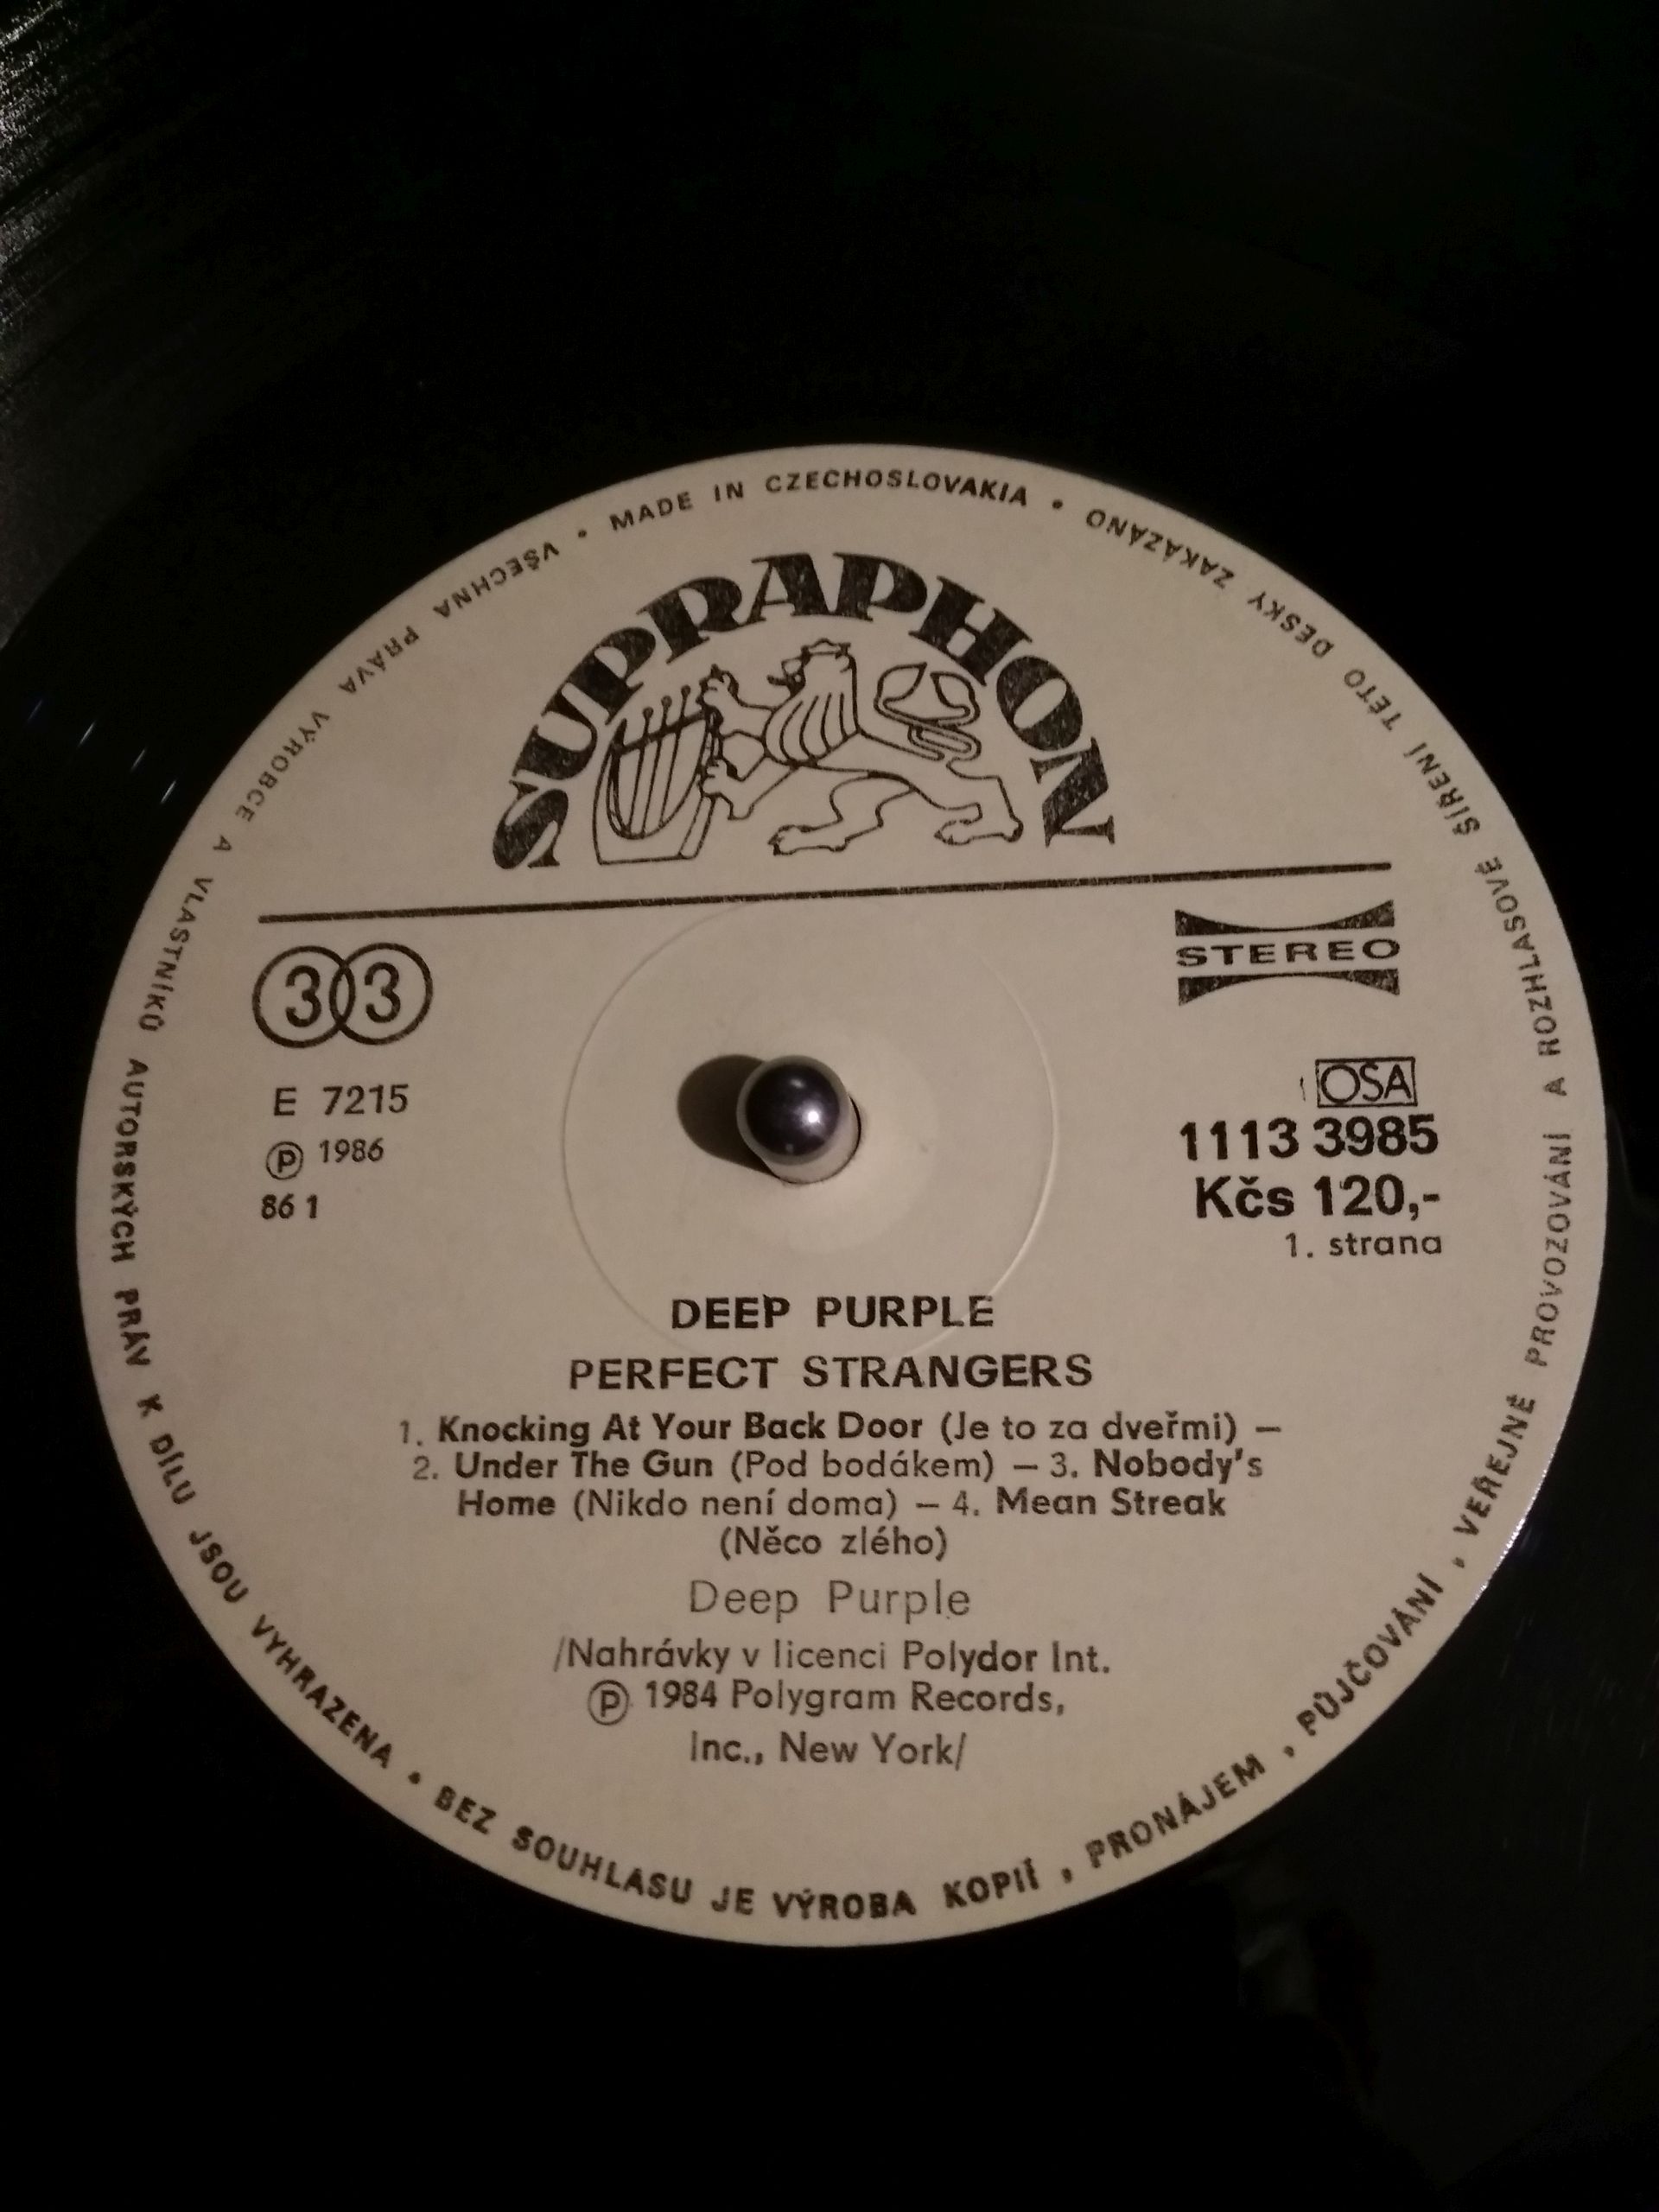 MADE IN CZECHOSLOVAKIA •
VŠECHNA PRÁVA VÝROBCE A VLASTNÍKŮ AUTORSKÝCH PRÁV K DÍLU JSOU VYHRAZENA • BEZ SOUHLASU JE VÝROBA KOPIÍ, PRONÁJEM, PŮJČOVÁNÍ, VEŘEJNÉ PROVOZOVÁNÍ A ROZHLASOVÉ ŠÍŘENÍ TÉTO DESKY ZAKÁZÁNO •
SUPRAPHON
33
STEREO
E 7215
Ⓟ 1986
86 1
OSA
1113 3985
Kčs 120,-
1. strana
DEEP PURPLE
PERFECT STRANGERS
1. Knocking At Your Back Door (Je to za dveřmi) –
2. Under The Gun (Pod bodákem) – 3. Nobody's
Home (Nikdo není doma) – 4. Mean Streak
(Něco zlého)
Deep Purple
/Nahrávky v licenci Polydor Int.
Ⓟ 1984 Polygram Records,
Inc., New York/